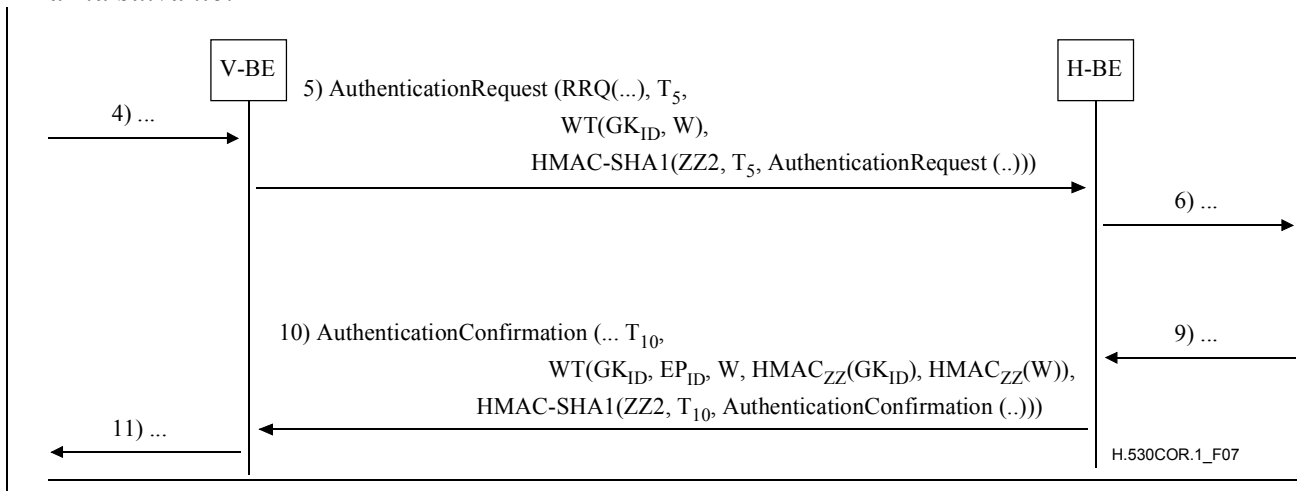 V-BE
H-BE
5) AuthenticationRequest (RRQ(...), T5,
4) ...
WT(GKID, W),
HMAC-SHA1(ZZ2, T5, AuthenticationRequest (..)))
6) ...
10) AuthenticationConfirmation (... T10,
9) ...
WT(GKID, EPID, W, HMACZZ(GKID), HMACZZ(W)),
HMAC-SHA1(ZZ2, T10, AuthenticationConfirmation (..)))
11) ...
H.530COR.1_F07